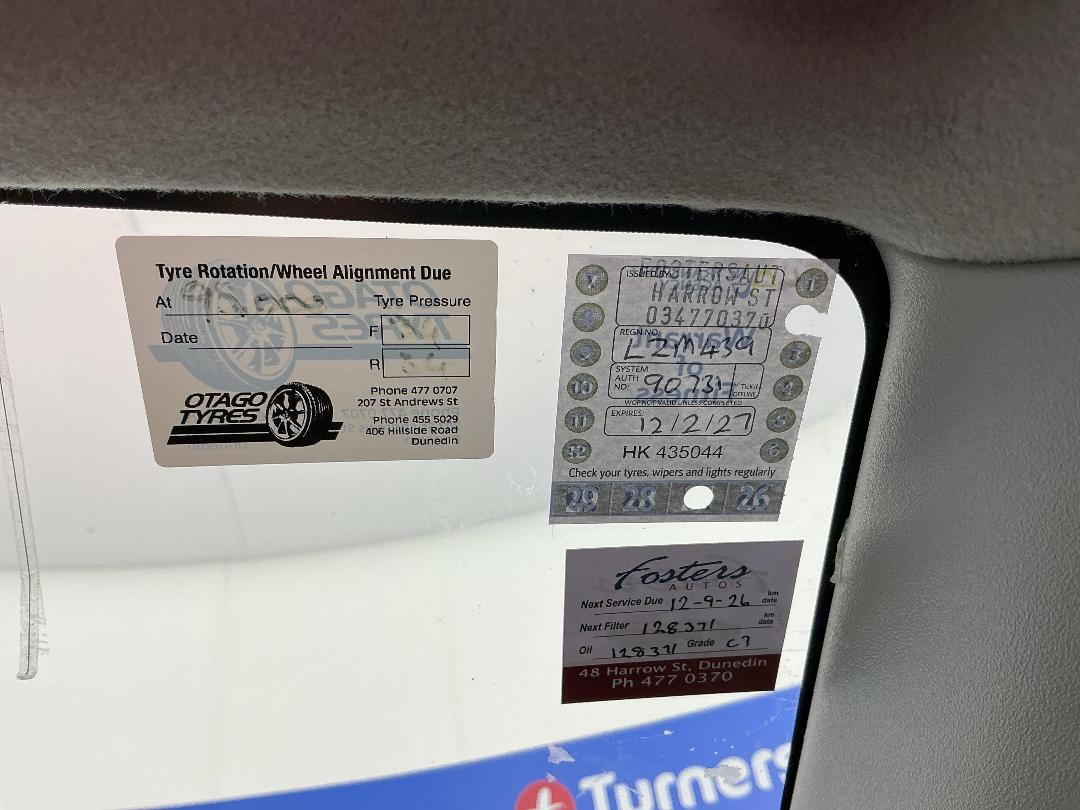 Tyre Rotation/Wheel Alignment Due
At
Tyre Pressure
Date
F
R
OTAGO
TYRES
Phone 477 0707
207 St Andrews St
Phone 455 5029
406 Hillside Road
Dunedin
ISSUED BY:
FOSTERS AUT
HARROW ST
034770370
REGN NO:
LZM439
SYSTEM
AUTH
NO:
90731
Tick if
OFFLINE
WOF NOT VALID UNLESS COMPLETED
EXPIRES:
12/2/27
HK 435044
Check your tyres, wipers and lights regularly
29 28 26
1
3
4
5
6
8
9
10
11
12
Fosters
AUTOS
Next Service Due 12-9-26 km date
Next Filter 128371 km date
Oil 128371 Grade C3
48 Harrow St, Dunedin
Ph 477 0370
Turners